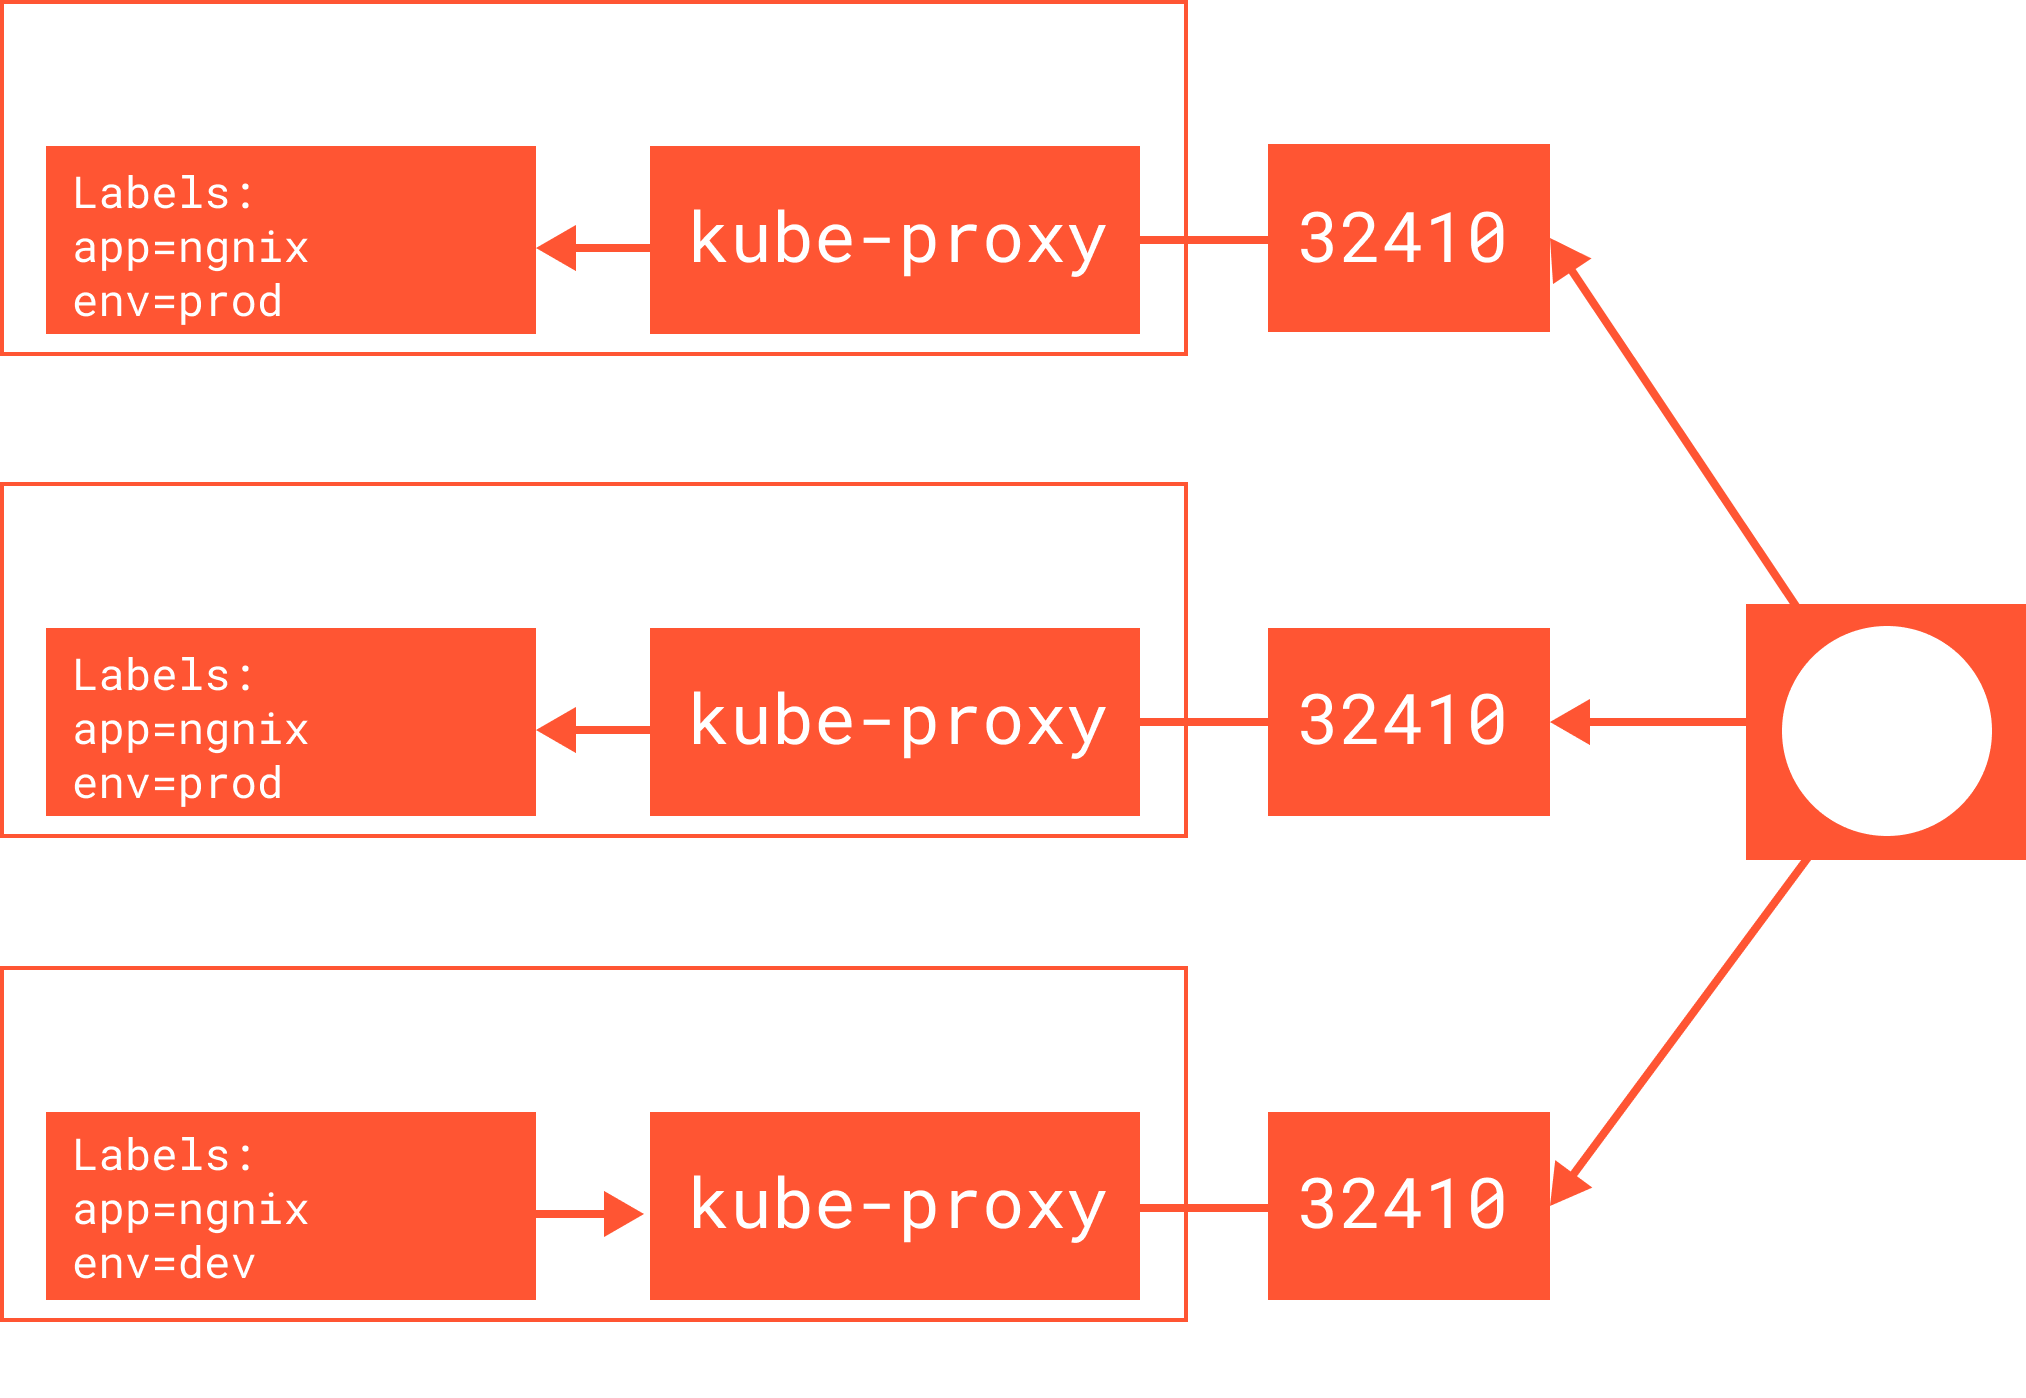 Labels:
app=ngnix
env=prod
kube-proxy
32410
Labels:
app=ngnix
env=prod
kube-proxy
32410
Labels:
app=ngnix
env=dev
kube-proxy
32410